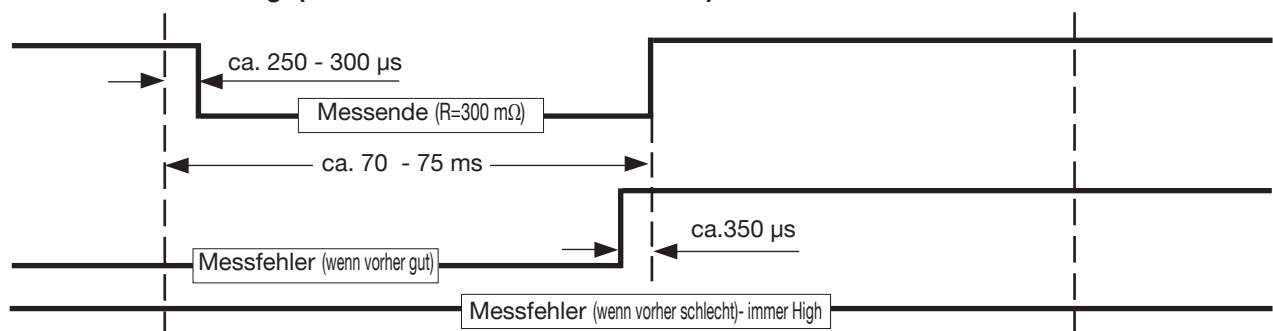 ca. 250 - 300 µs
Messende (R=300 mΩ)
ca. 70 - 75 ms
ca.350 µs
Messfehler (wenn vorher gut)
Messfehler (wenn vorher schlecht)- immer High